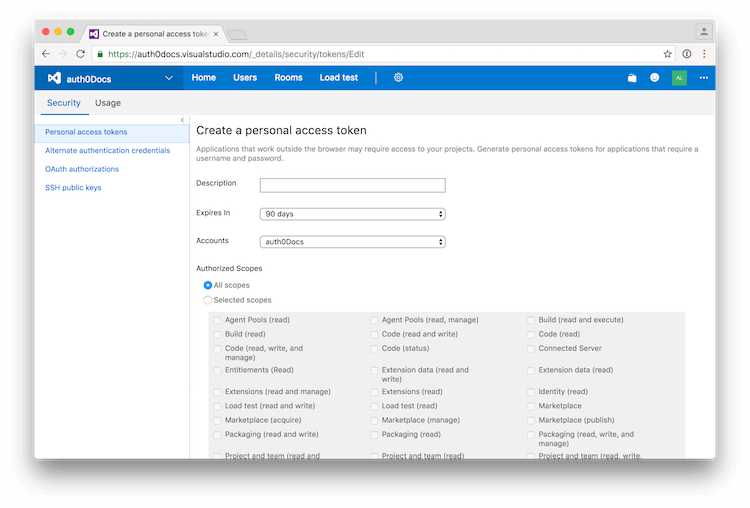 Create a personal access toke
https://auth0docs.visualstudio.com/_details/security/tokens/Edit
auth0Docs Home Users Rooms Load test AL
Security Usage
Personal access tokens
Alternate authentication credentials
OAuth authorizations
SSH public keys
Create a personal access token
Applications that work outside the browser may require access to your projects. Generate personal access tokens for applications that require a
username and password.
Description
Expires In 90 days
Accounts auth0Docs
Authorized Scopes
All scopes
Selected scopes
Agent Pools (read) Agent Pools (read, manage) Build (read and execute)
Build (read) Code (read and write) Code (read)
Code (read, write, and Code (status) Connected Server
manage)
Entitlements (Read) Extension data (read and Extension data (read)
write)
Extensions (read and manage) Extensions (read) Identity (read)
Load test (read and write) Load test (read) Marketplace
Marketplace (acquire) Marketplace (manage) Marketplace (publish)
Packaging (read and write) Packaging (read) Packaging (read, write, and
manage)
Project and team (read and Project and team (read) Project and team (read, write,